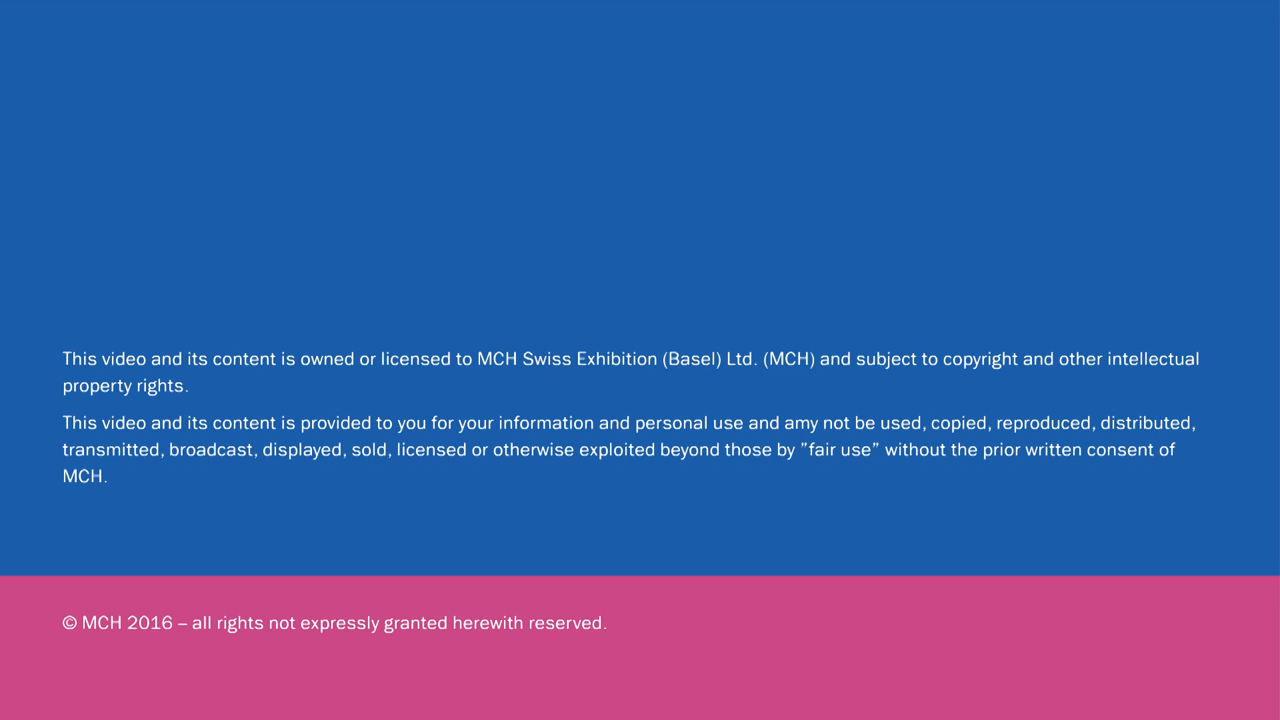 This video and its content is owned or licensed to MCH Swiss Exhibition (Basel) Ltd. (MCH) and subject to copyright and other intellectual
property rights.
This video and its content is provided to you for your information and personal use and amy not be used, copied, reproduced, distributed,
transmitted, broadcast, displayed, sold, licensed or otherwise exploited beyond those by ”fair use” without the prior written consent of
MCH.
© MCH 2016 – all rights not expressly granted herewith reserved.